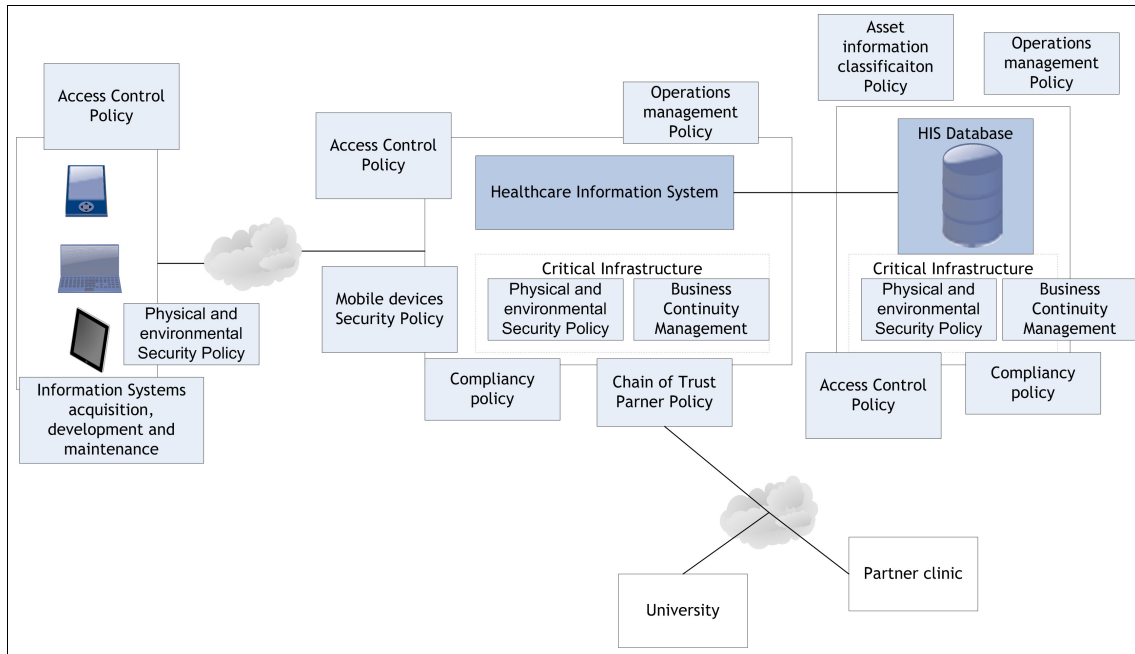 Access Control
Policy
Physical and
environmental
Security Policy
Information Systems
acquisition,
development and
maintenance
Access Control
Policy
Operations
management
Policy
Healthcare Information System
Mobile devices
Security Policy
Critical Infrastructure
Physical and
environmental
Security Policy
Business
Continuity
Management
Compliancy
policy
Chain of Trust
Parner Policy
Asset
information
classificaiton
Policy
Operations
management
Policy
HIS Database
Critical Infrastructure
Physical and
environmental
Security Policy
Business
Continuity
Management
Access Control
Policy
Compliancy
policy
University
Partner clinic